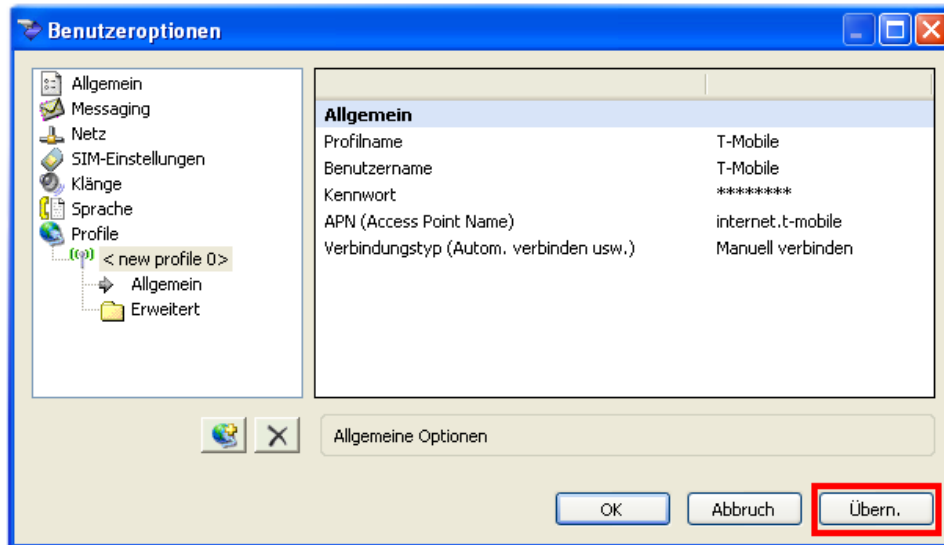 Benutzeroptionen
Allgemein
Messaging
Netz
SIM-Einstellungen
Klänge
Sprache
Profile
< new profile 0>
Allgemein
Erweitert
Allgemein
Profilname T-Mobile
Benutzername T-Mobile
Kennwort ********
APN (Access Point Name) internet.t-mobile
Verbindungstyp (Autom. verbinden usw.) Manuell verbinden
Allgemeine Optionen
OK Abbruch Übern.